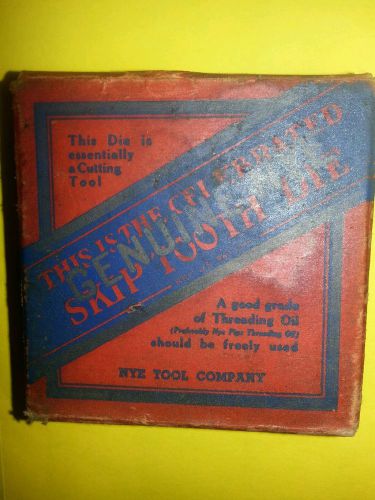 This Die is
essentially
a Cutting
Tool
THIS IS THE CELEBRATED
GENUINE
SKIP TOOTH DIE
A good grade
of Threading Oil
(Preferably Nye Pipe Threading Oil)
should be freely used
NYE TOOL COMPANY